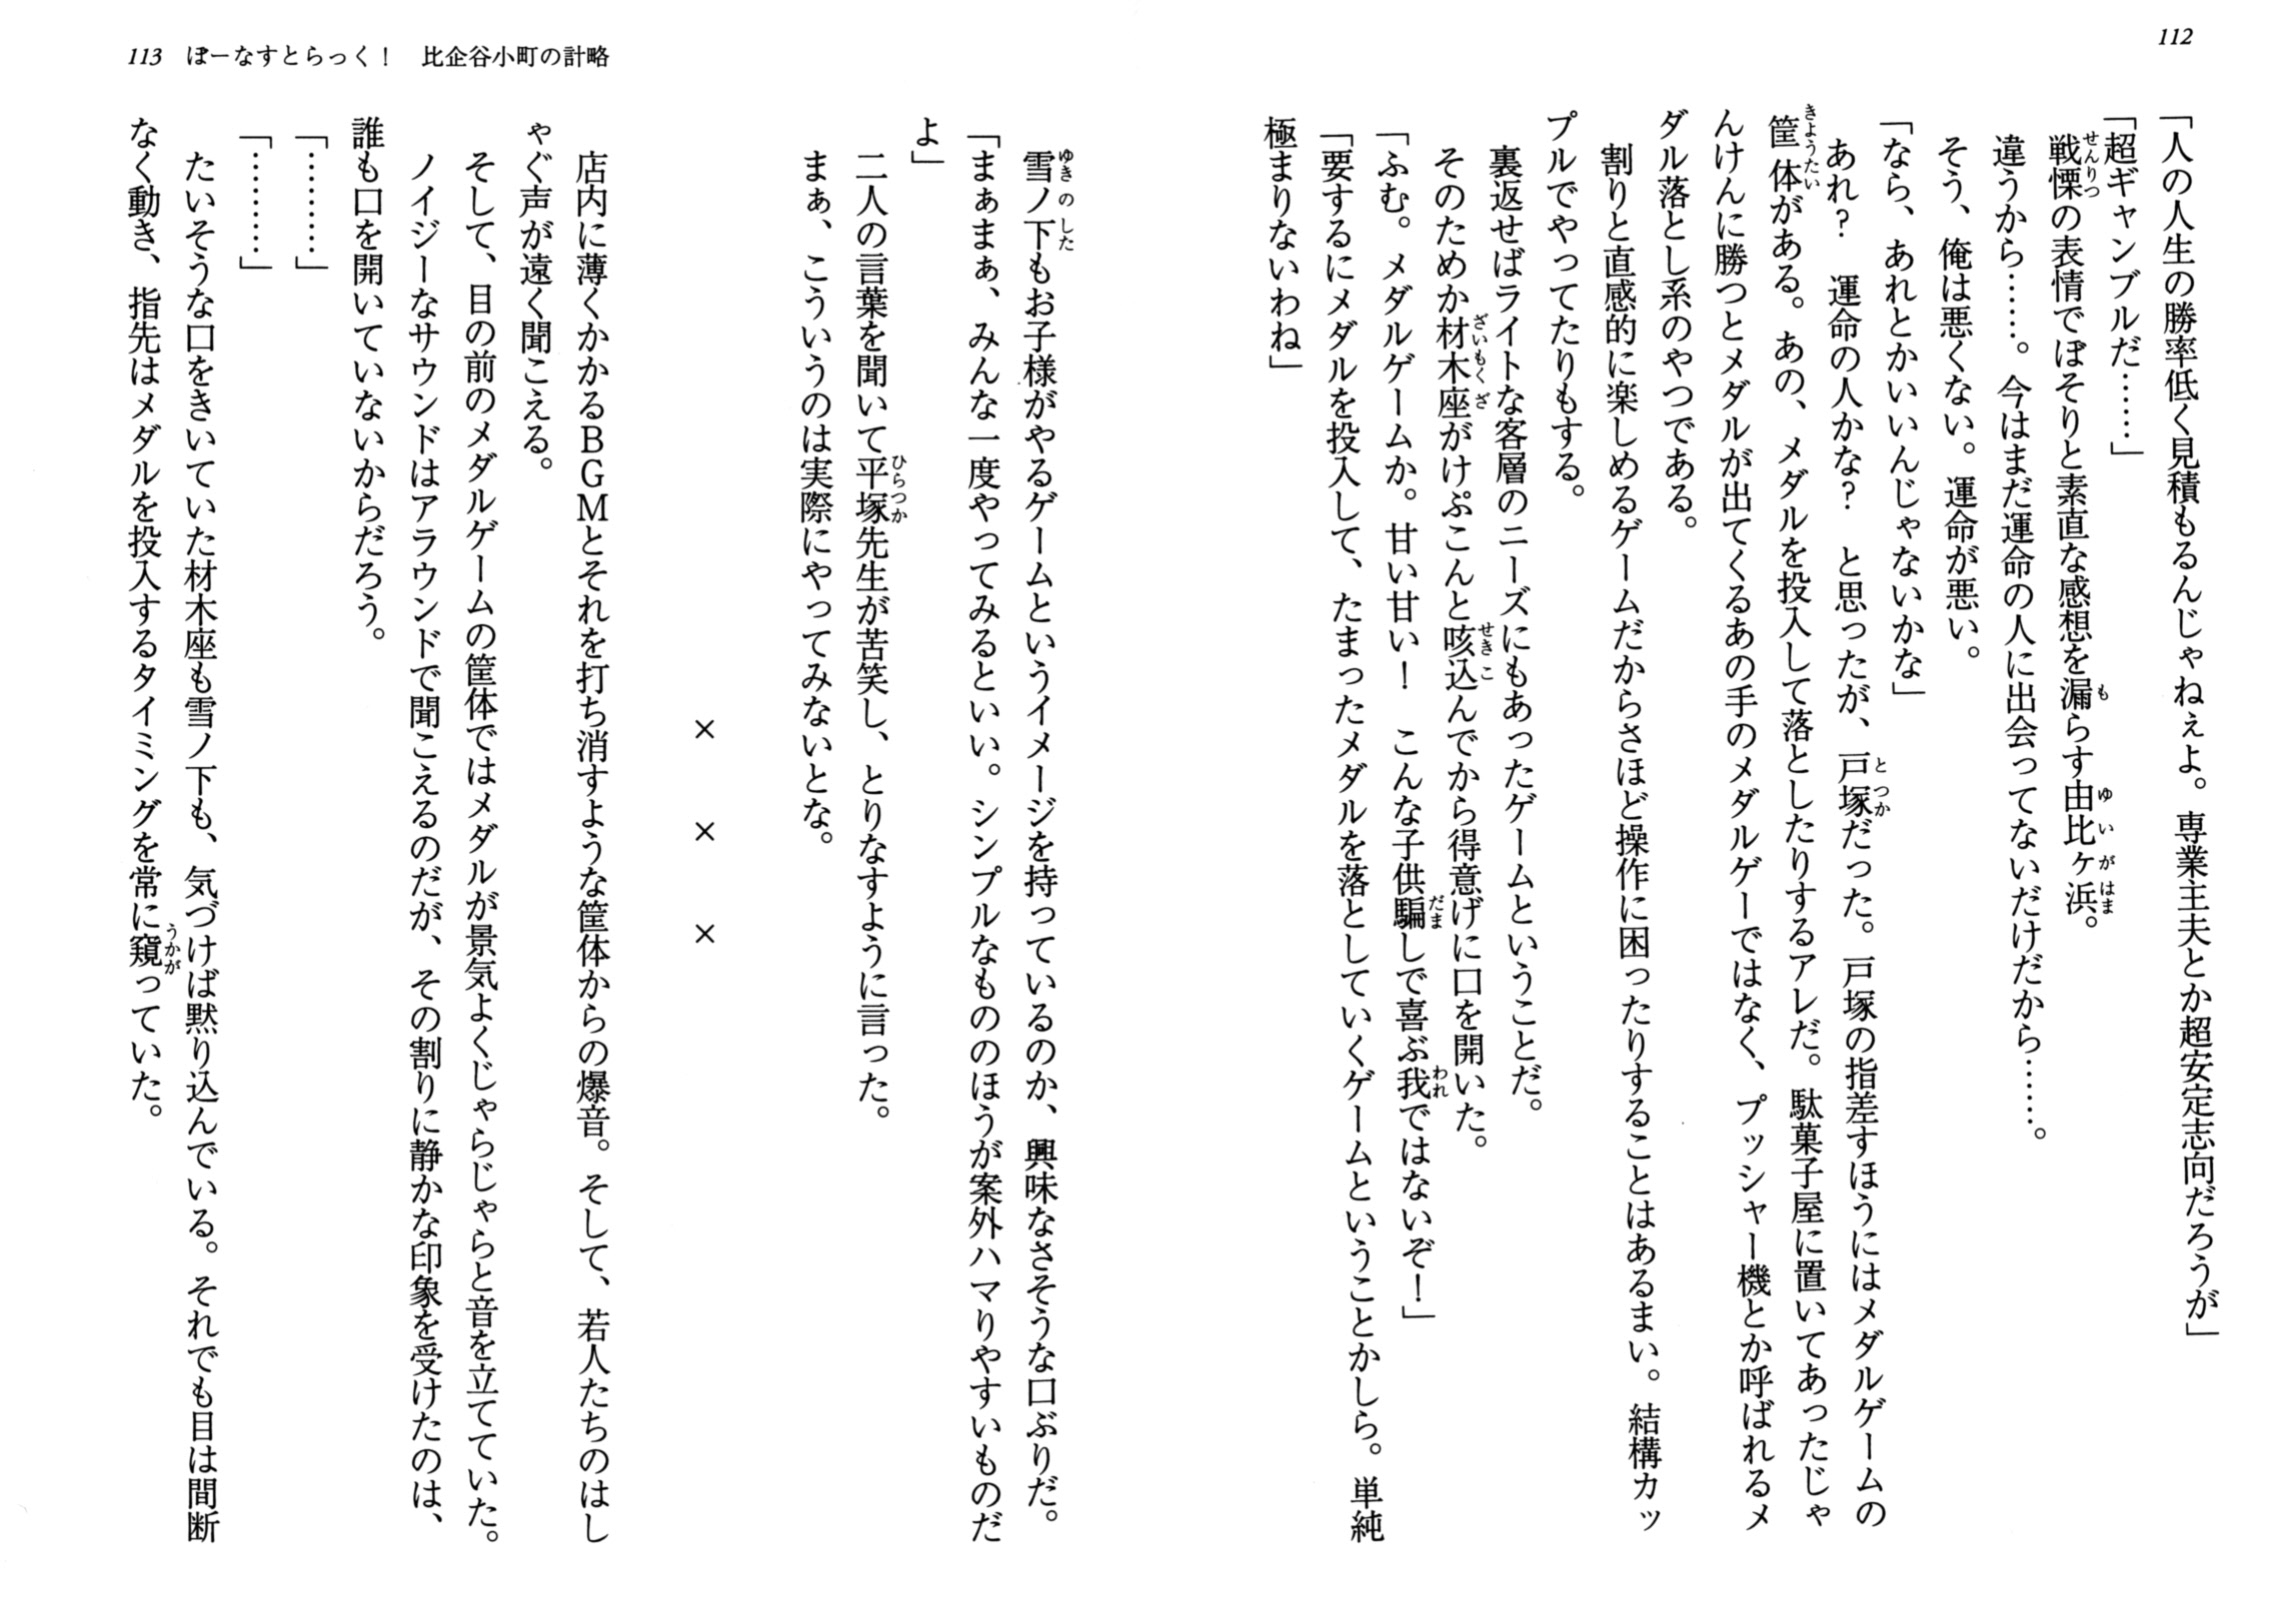 112
「人の人生の勝率低く見積もるんじゃねぇよ。専業主夫とか超安定志向だろうが」
「超ギャンブルだ……」
戦慄の表情でぽそりと素直な感想を漏らす由比ヶ浜。
違うから……。今はまだ運命の人に出会ってないだけだから……。
そう、俺は悪くない。運命が悪い。
「なら、あれとかいいんじゃないかな」
あれ？　運命の人かな？　と思ったが、戸塚だった。戸塚の指差すほうにはメダルゲームの
筐体がある。あの、メダルを投入して落としたりするアレだ。駄菓子屋に置いてあったじゃ
んけんに勝つとメダルが出てくるあの手のメダルゲーではなく、プッシャー機とか呼ばれるメ
ダル落とし系のやつである。
割りと直感的に楽しめるゲームだからさほど操作に困ったりすることはあるまい。結構カッ
プルでやってたりもする。
裏返せばライトな客層のニーズにもあったゲームということだ。
そのためか材木座がけぷこんと咳込んでから得意げに口を開いた。
「ふむ。メダルゲームか。甘い甘い！　こんな子供騙しで喜ぶ我ではないぞ！」
「要するにメダルを投入して、たまったメダルを落としていくゲームということかしら。単純
極まりないわね」
113　ぼーなすとらっく！　比企谷小町の計略
雪ノ下もお子様がやるゲームというイメージを持っているのか、興味なさそうな口ぶりだ。
「まぁまぁ、みんな一度やってみるといい。シンプルなもののほうが案外ハマりやすいものだ
よ」
二人の言葉を聞いて平塚先生が苦笑し、とりなすように言った。
まぁ、こういうのは実際にやってみないとな。
×　×　×
店内に薄くかかるＢＧＭとそれを打ち消すような筐体からの爆音。そして、若人たちのはし
ゃぐ声が遠く聞こえる。
そして、目の前のメダルゲームの筐体ではメダルが景気よくじゃらじゃらと音を立てていた。
ノイジーなサウンドはアラウンドで聞こえるのだが、その割りに静かな印象を受けたのは、
誰も口を開いていないからだろう。
「…………」
「…………」
たいそうな口をきいていた材木座も雪ノ下も、気づけば黙り込んでいる。それでも目は間断
なく動き、指先はメダルを投入するタイミングを常に窺っていた。